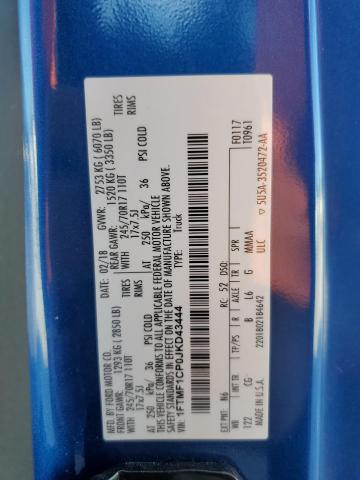 MFD. BY FORD MOTOR CO.
DATE: 02/18 GVWR: 2753 KG ( 6070 LB)
FRONT GAWR: 1293 KG ( 2850 LB) REAR GAWR: 1520 KG ( 3350 LB)
WITH 245/70R17 110T TIRES WITH 245/70R17 110T TIRES
17x7.5J RIMS 17x7.5J RIMS
AT 250 kPa/ 36 PSI COLD AT 250 kPa/ 36 PSI COLD
THIS VEHICLE CONFORMS TO ALL APPLICABLE FEDERAL MOTOR VEHICLE
SAFETY STANDARDS IN EFFECT ON THE DATE OF MANUFACTURE SHOWN ABOVE.
VIN: 1FTMF1CP0JKD43444
TYPE: Truck
F0117
T0961
EXT PNT: N6 RC: 52 DSO:
WB INT TR TP/PS R AXLE TR SPR
122 CG B L6 G MMAA
ULC
MADE IN U.S.A. 5U5A-3520472-AA